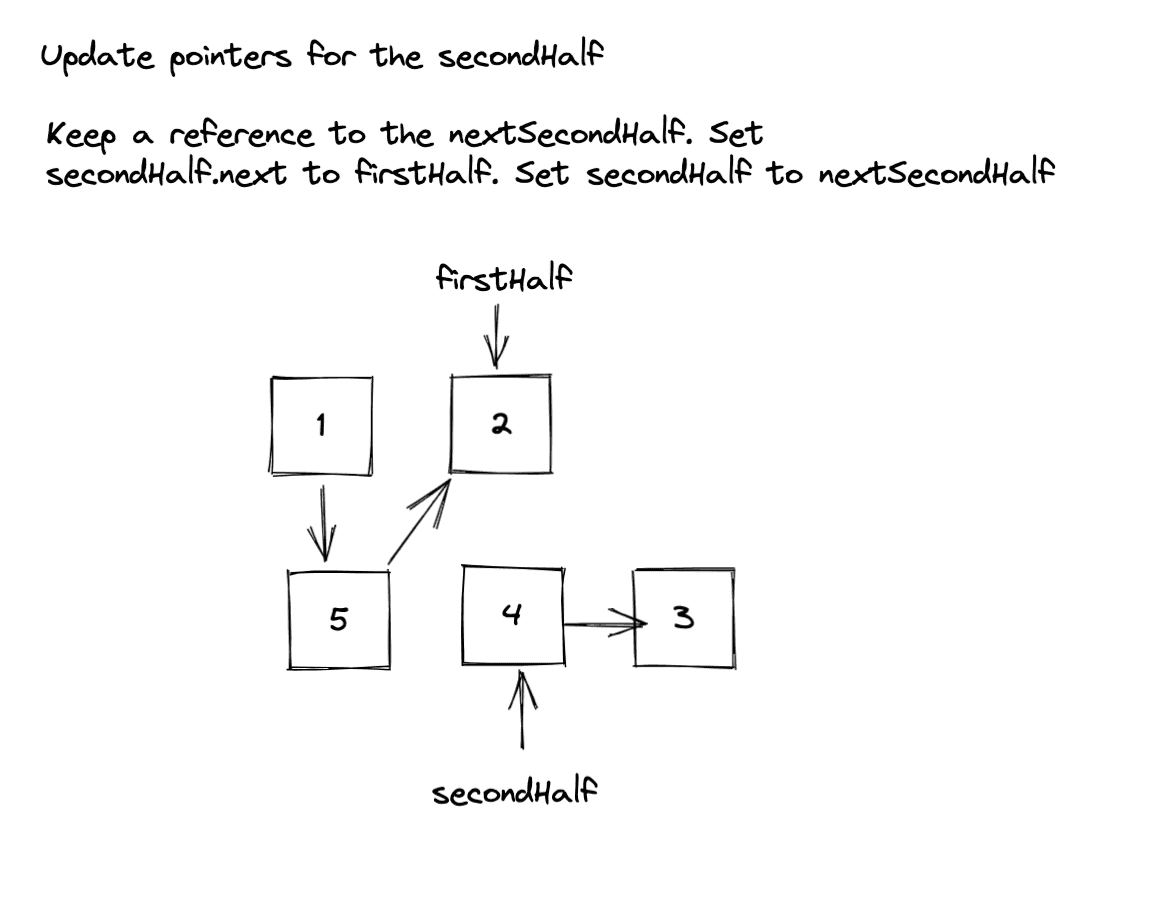 Update pointers for the secondHalf
Keep a reference to the nextSecondHalf. Set
secondHalf.next to firstHalf. Set secondHalf to nextSecondHalf
firstHalf
1
2
5
4
3
secondHalf